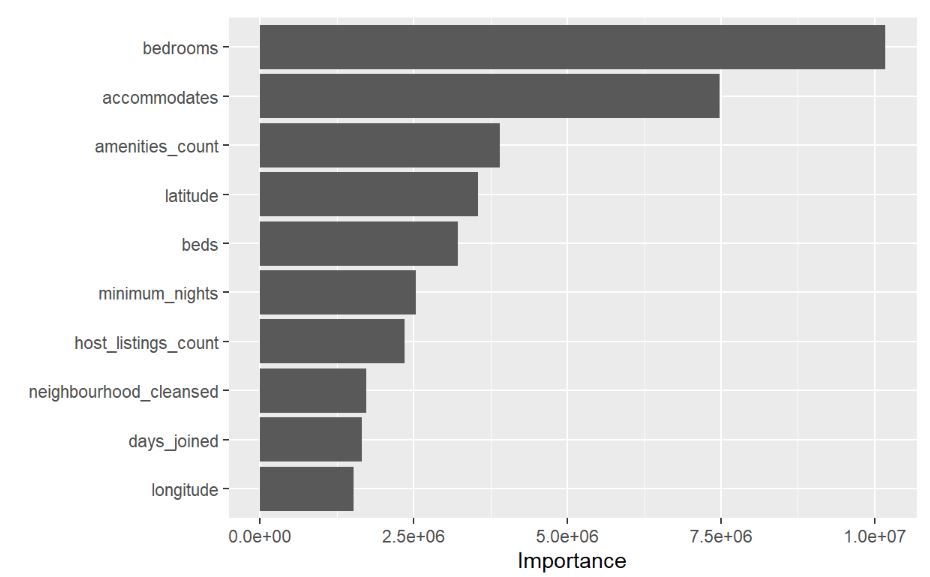 bedrooms
accommodates
amenities_count
latitude
beds
minimum_nights
host_listings_count
neighbourhood_cleansed
days_joined
longitude
0.0e+00 2.5e+06 5.0e+06 7.5e+06 1.0e+07
Importance